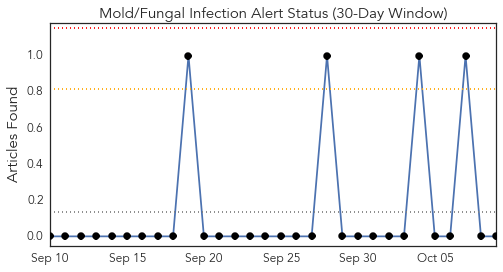 Mold/Fungal Infection Alert Status (30-Day Window)
Articles Found
1.0
0.8
0.6
0.4
0.2
0.0
Sep 10 Sep 15 Sep 20 Sep 25 Sep 30 Oct 05